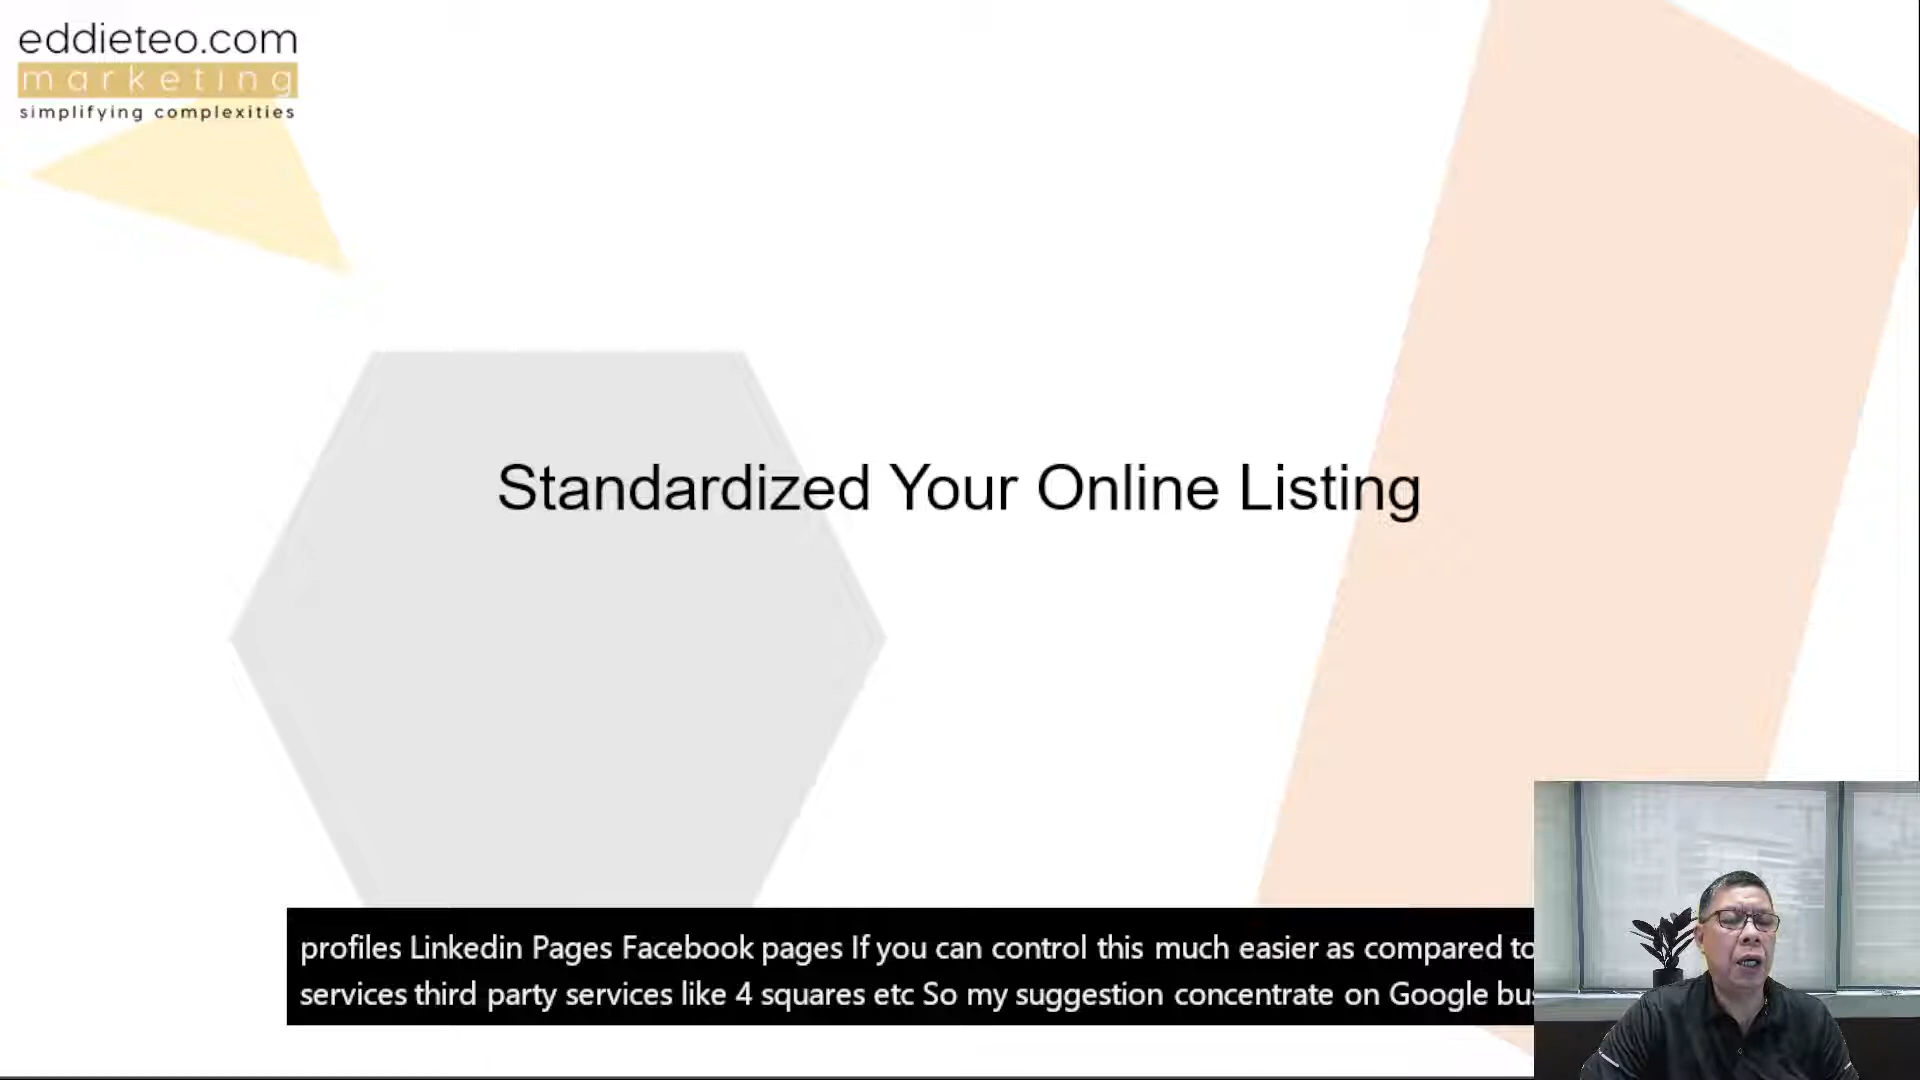 eddieteo.com
marketing
simplifying complexities
Standardized Your Online Listing
profiles Linkedin Pages Facebook pages If you can control this much easier as compared to
services third party services like 4 squares etc So my suggestion concentrate on Google